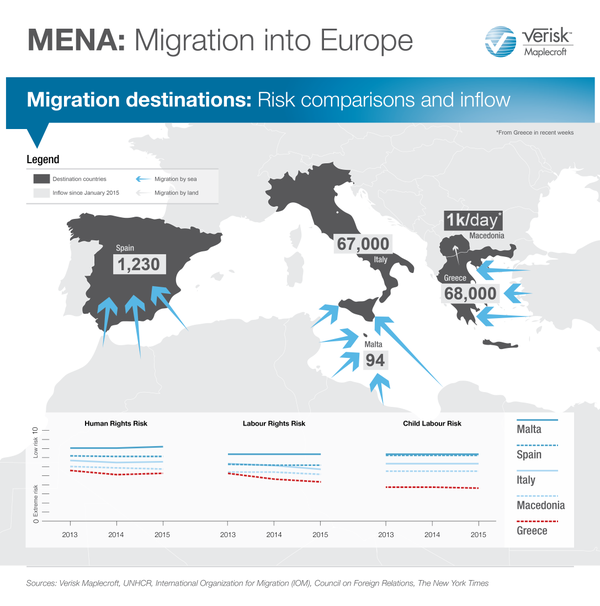 MENA: Migration into Europe
Verisk™
Maplecroft
Migration destinations: Risk comparisons and inflow
*From Greece in recent weeks
Legend
Destination countries
Migration by sea
Inflow since January 2015
Migration by land
1k/day*
Macedonia
Spain
1,230
67,000
Italy
Greece
68,000
Malta
94
Human Rights Risk
Labour Rights Risk
Child Labour Risk
0 Extreme risk
Low risk 10
2013 2014 2015
2013 2014 2015
2013 2014 2015
Malta
Spain
Italy
Macedonia
Greece
Sources: Verisk Maplecroft, UNHCR, International Organization for Migration (IOM), Council on Foreign Relations, The New York Times